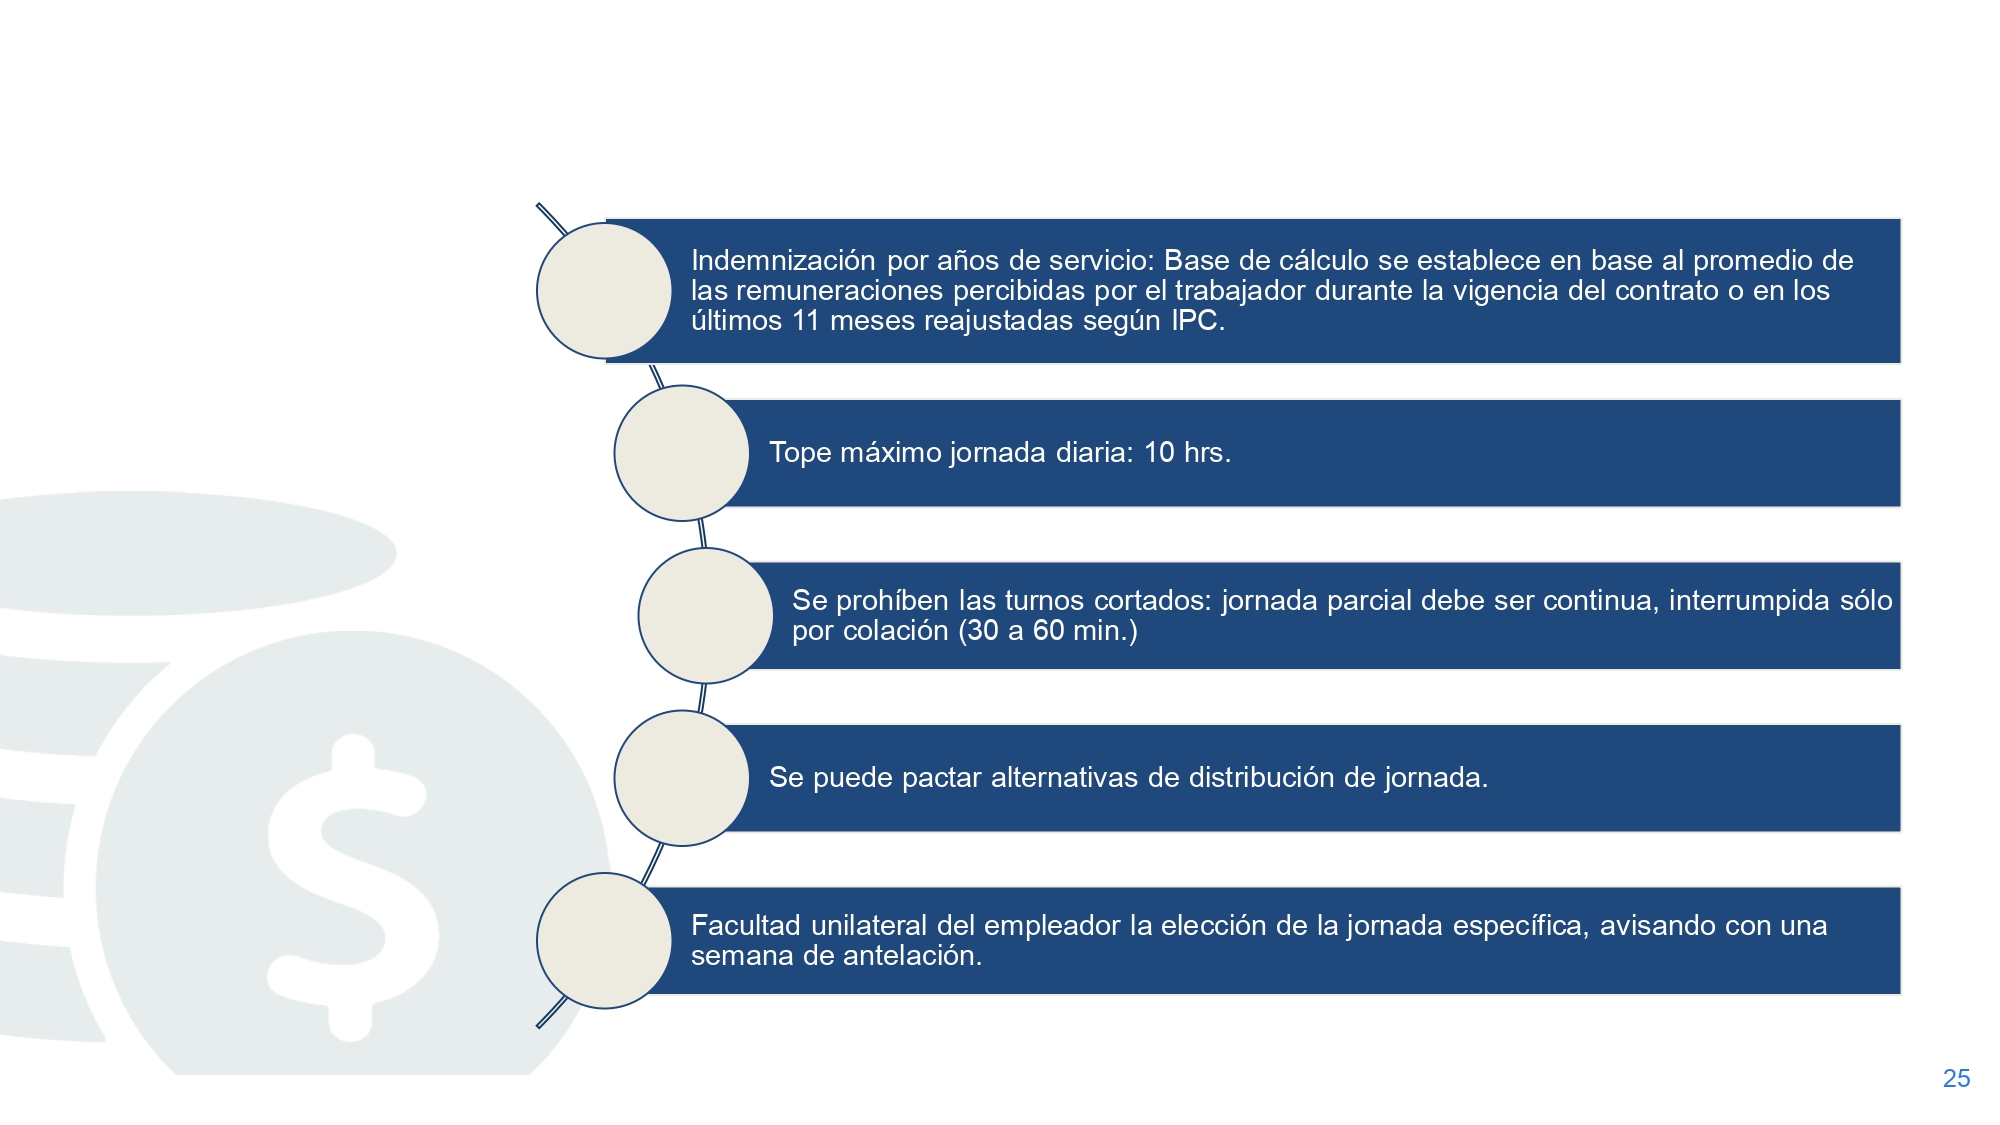 Indemnización por años de servicio: Base de cálculo se establece en base al promedio de
las remuneraciones percibidas por el trabajador durante la vigencia del contrato o en los
últimos 11 meses reajustadas según IPC.
Tope máximo jornada diaria: 10 hrs.
Se prohíben las turnos cortados: jornada parcial debe ser continua, interrumpida sólo
por colación (30 a 60 min.)
Se puede pactar alternativas de distribución de jornada.
Facultad unilateral del empleador la elección de la jornada específica, avisando con una
semana de antelación.
$
25